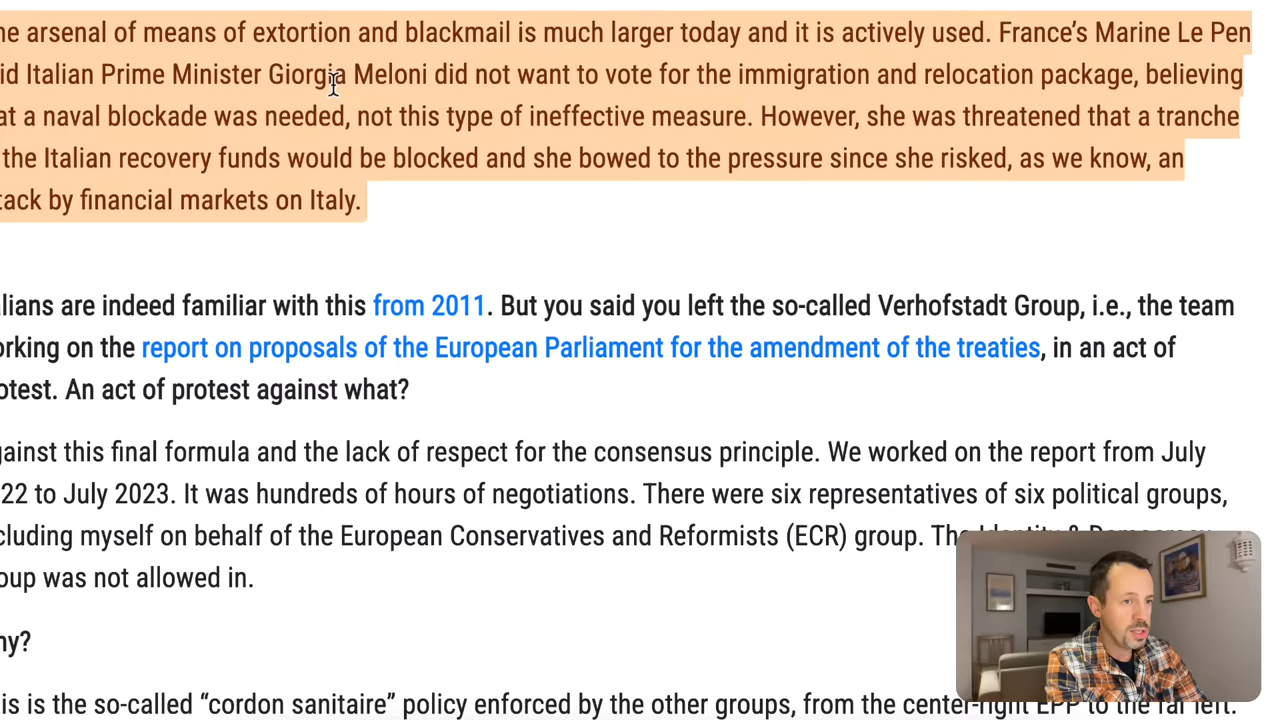 he arsenal of means of extortion and blackmail is much larger today and it is actively used. France’s Marine Le Pen
id Italian Prime Minister Giorgia Meloni did not want to vote for the immigration and relocation package, believing
at a naval blockade was needed, not this type of ineffective measure. However, she was threatened that a tranche
the Italian recovery funds would be blocked and she bowed to the pressure since she risked, as we know, an
tack by financial markets on Italy.
alians are indeed familiar with this from 2011. But you said you left the so-called Verhofstadt Group, i.e., the team
orking on the report on proposals of the European Parliament for the amendment of the treaties, in an act of
otest. An act of protest against what?
gainst this final formula and the lack of respect for the consensus principle. We worked on the report from July
22 to July 2023. It was hundreds of hours of negotiations. There were six representatives of six political groups,
cluding myself on behalf of the European Conservatives and Reformists (ECR) group. The Identity & Democracy
oup was not allowed in.
hy?
is is the so-called “cordon sanitaire” policy enforced by the other groups, from the center-right EPP to the far left.